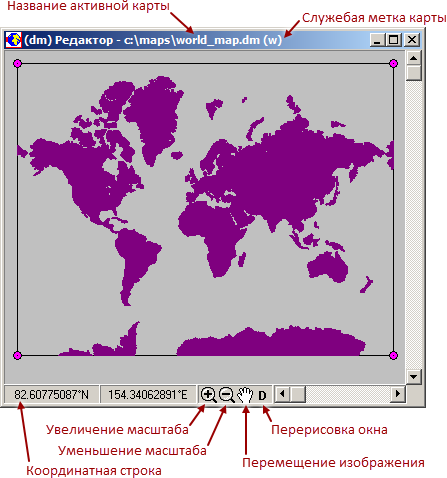 Название активной карты
Служебая метка карты
(dm) Редактор - c:\maps\world_map.dm (w)
82.60775087°N
154.34062891°E
D
Увеличение масштаба
Перерисовка окна
Уменьшение масштаба
Перемещение изображения
Координатная строка